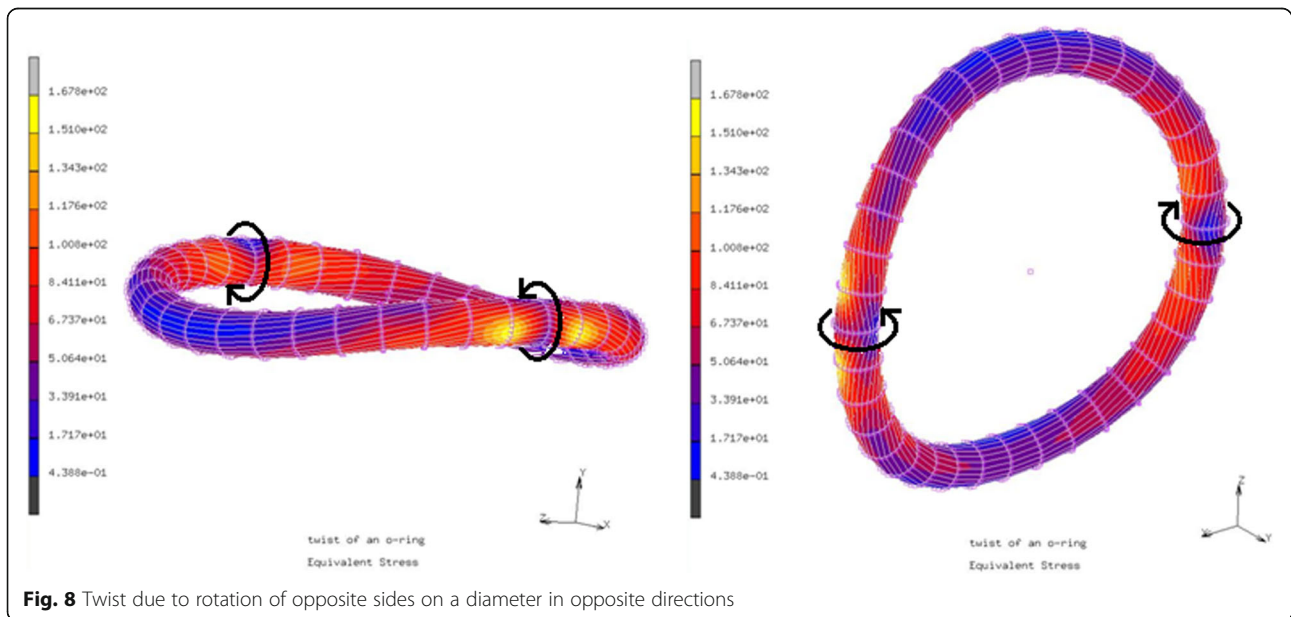 1.678e+02
1.510e+02
1.343e+02
1.176e+02
1.008e+02
8.411e+01
6.737e+01
5.064e+01
3.391e+01
1.717e+01
4.388e-01
Y
Z
X
twist of an o-ring
Equivalent Stress
1.678e+02
1.510e+02
1.343e+02
1.176e+02
1.008e+02
8.411e+01
6.737e+01
5.064e+01
3.391e+01
1.717e+01
4.388e-01
Z
Y
twist of an o-ring
Equivalent Stress
Fig. 8 Twist due to rotation of opposite sides on a diameter in opposite directions